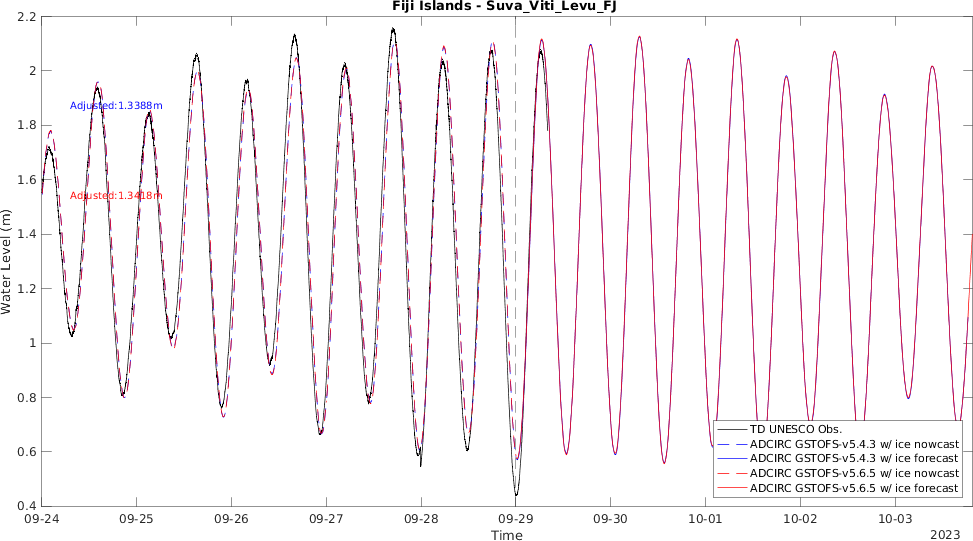 Fiji Islands - Suva_Viti_Levu_FJ
2.2
2
1.8
1.6
1.4
1.2
1
0.8
0.6
0.4
Water Level (m)
Adjusted:1.3388m
Adjusted:1.3418m
TD UNESCO Obs.
ADCIRC GSTOFS-v5.4.3 w/ ice nowcast
ADCIRC GSTOFS-v5.4.3 w/ ice forecast
ADCIRC GSTOFS-v5.6.5 w/ ice nowcast
ADCIRC GSTOFS-v5.6.5 w/ ice forecast
09-24 09-25 09-26 09-27 09-28 09-29 09-30 10-01 10-02 10-03
Time
2023